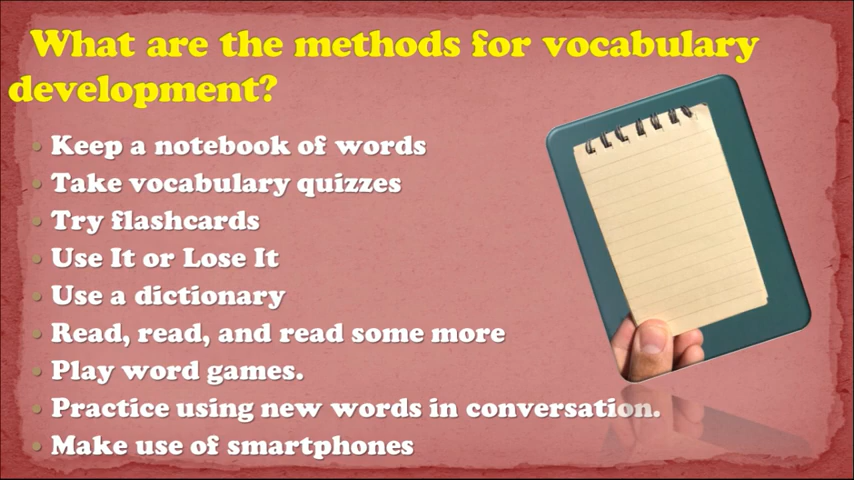 What are the methods for vocabulary
development?
• Keep a notebook of words
• Take vocabulary quizzes
• Try flashcards
• Use It or Lose It
• Use a dictionary
• Read, read, and read some more
• Play word games.
• Practice using new words in conversation.
• Make use of smartphones